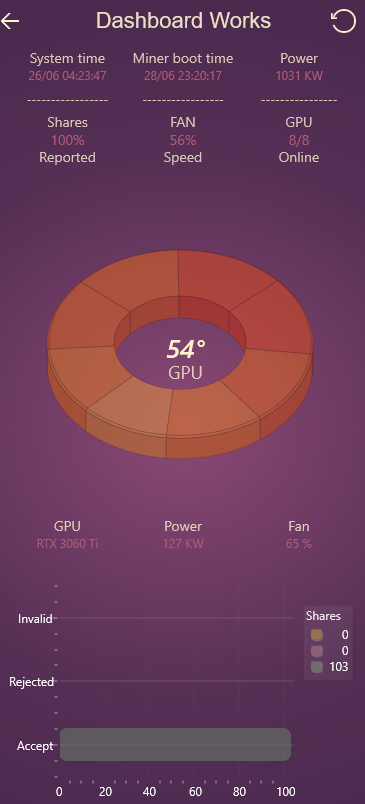 Dashboard Works
System time Miner boot time Power
26/06 04:23:47 28/06 23:20:17 1031 KW
---------------- ---------------- ---------------
Shares FAN GPU
100% 56% 8/8
Reported Speed Online
54°
GPU
GPU Power Fan
RTX 3060 Ti 127 KW 65 %
Shares
0
0
103
Invalid
Rejected
Accept
0 20 40 60 80 100